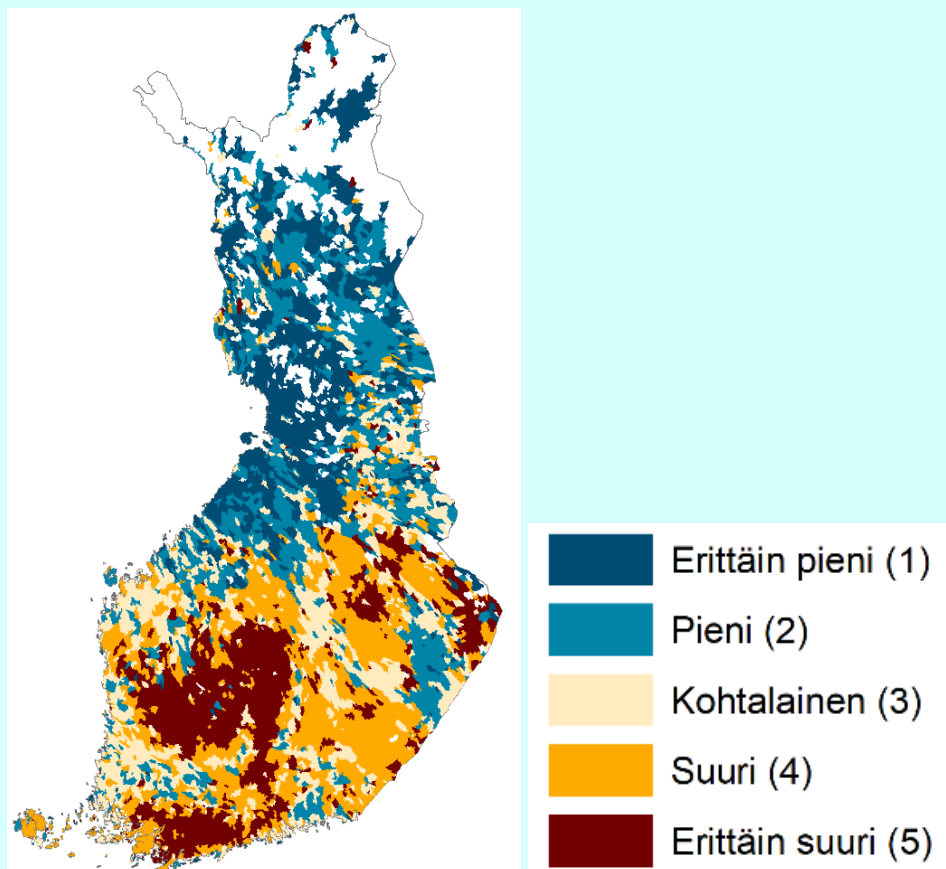 Erittäin pieni (1)
Pieni (2)
Kohtalainen (3)
Suuri (4)
Erittäin suuri (5)